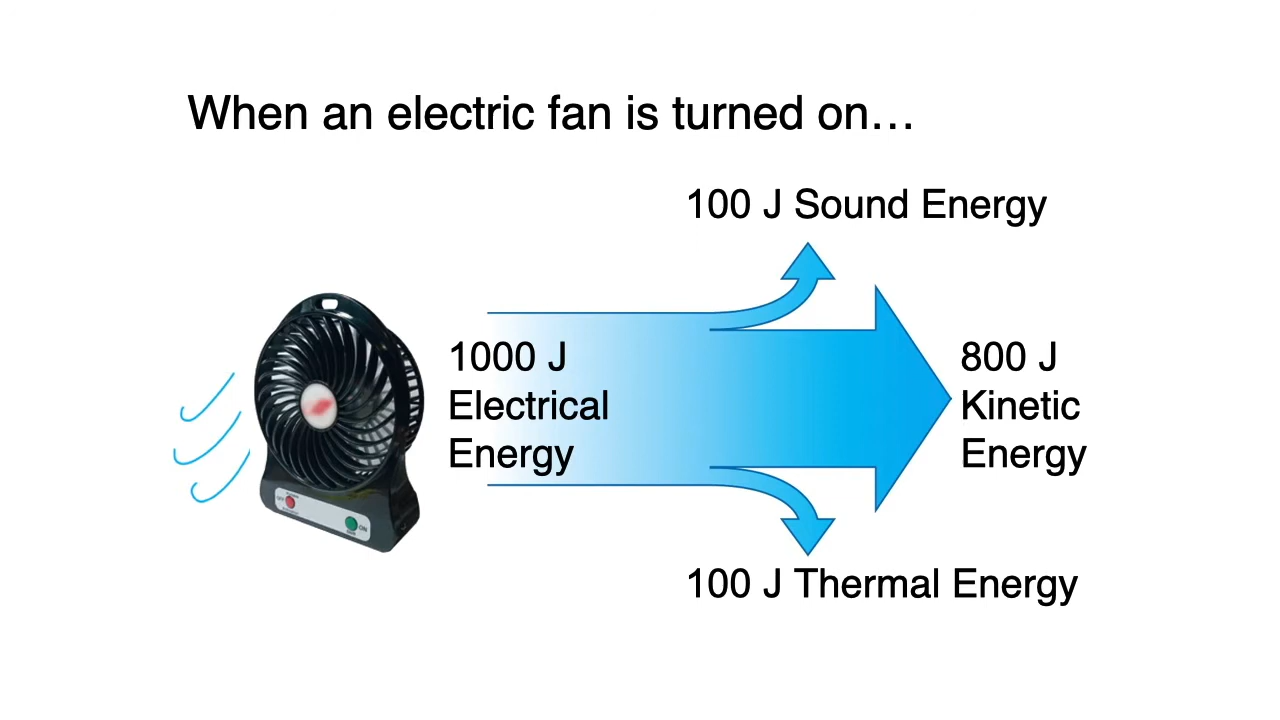 When an electric fan is turned on…
100 J Sound Energy
1000 J
Electrical
Energy
800 J
Kinetic
Energy
100 J Thermal Energy
ON